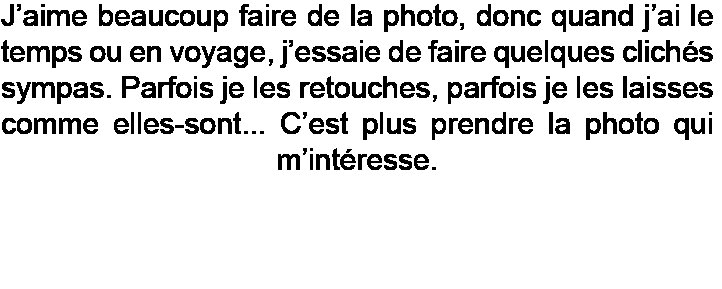 J’aime beaucoup faire de la photo, donc quand j’ai le
temps ou en voyage, j’essaie de faire quelques clichés
sympas. Parfois je les retouches, parfois je les laisses
comme elles-sont... C’est plus prendre la photo qui
m’intéresse.